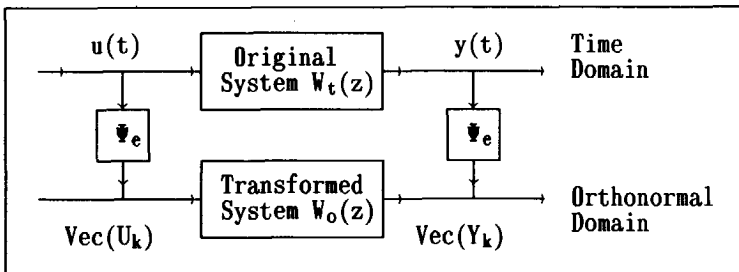 u(t) Original System W_t(z) y(t) Time Domain
Ψ_e Ψ_e
Vec(U_k) Transformed System W_o(z) Vec(Y_k) Orthonormal Domain